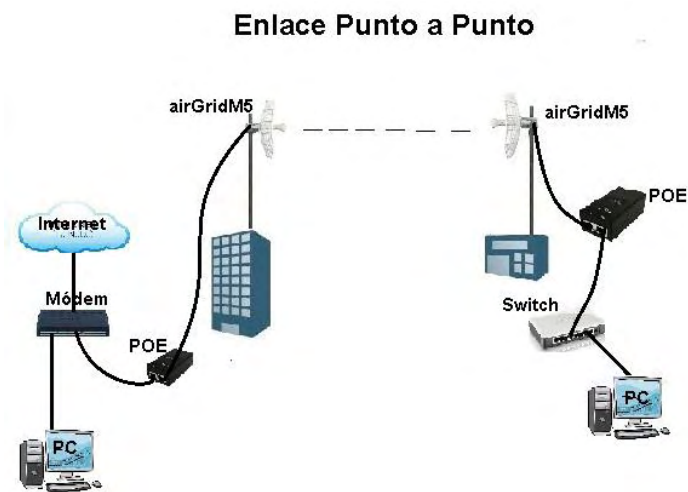 Enlace Punto a Punto
airGridM5
airGridM5
POE
Internet
Módem
Switch
POE
PC
PC